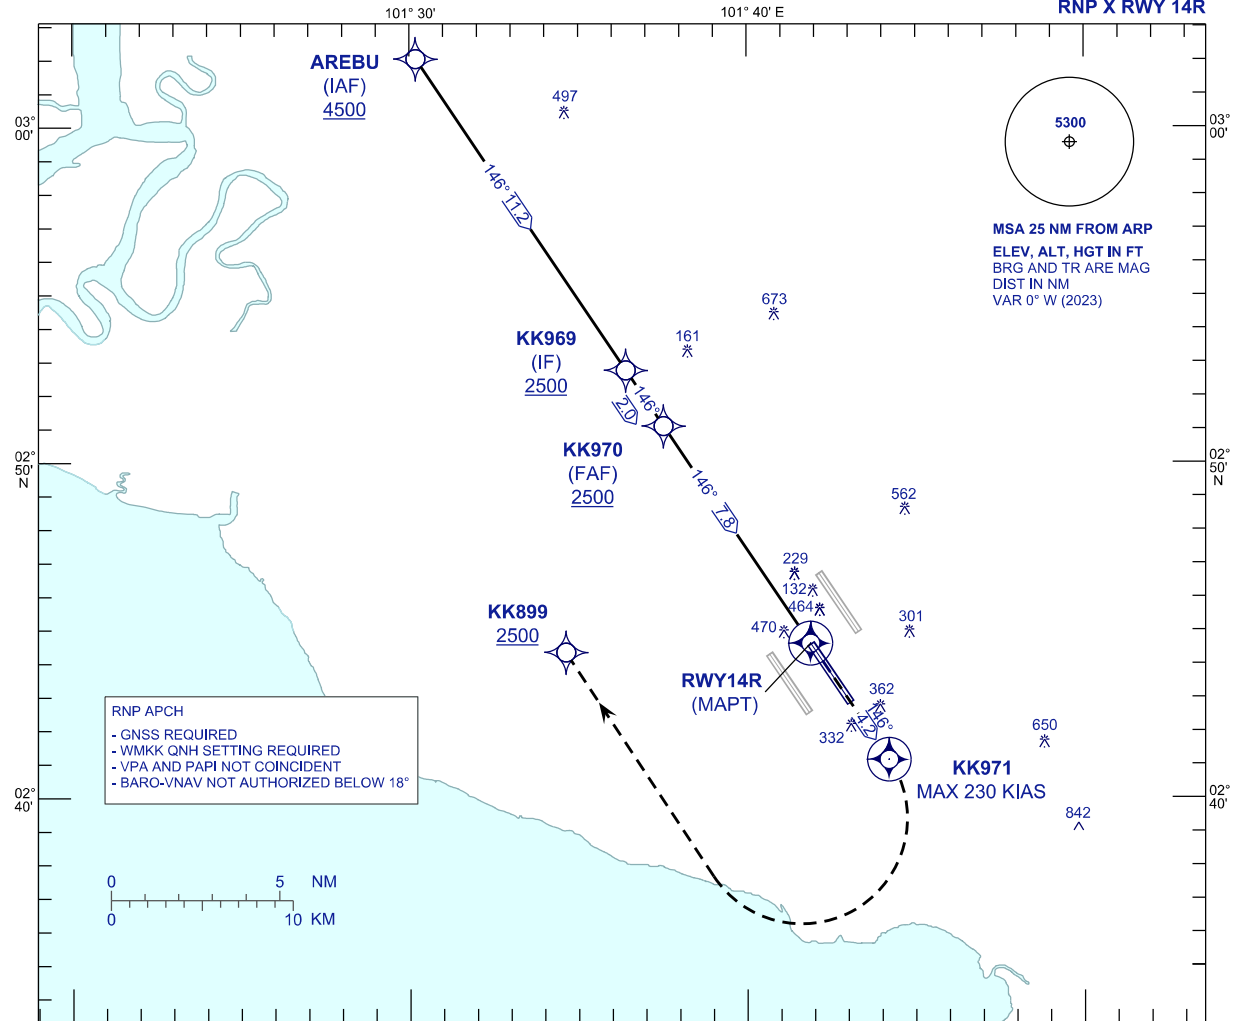 101° 30'
101° 40' E
RNP X RWY 14R
AREBU
(IAF)
4500
497
03°
00'
03°
00'
5300
146° 11.2
MSA 25 NM FROM ARP
ELEV, ALT, HGT IN FT
BRG AND TR ARE MAG
DIST IN NM
VAR 0° W (2023)
673
161
KK969
(IF)
2500
146°
2.0
KK970
(FAF)
2500
02°
50'
N
02°
50'
N
146° 7.8
562
229
132
464
470
301
KK899
2500
RWY14R
(MAPT)
362
146°
4.2
332
650
KK971
MAX 230 KIAS
842
RNP APCH
- GNSS REQUIRED
- WMKK QNH SETTING REQUIRED
- VPA AND PAPI NOT COINCIDENT
- BARO-VNAV NOT AUTHORIZED BELOW 18°
02°
40'
02°
40'
0 5 NM
0 10 KM